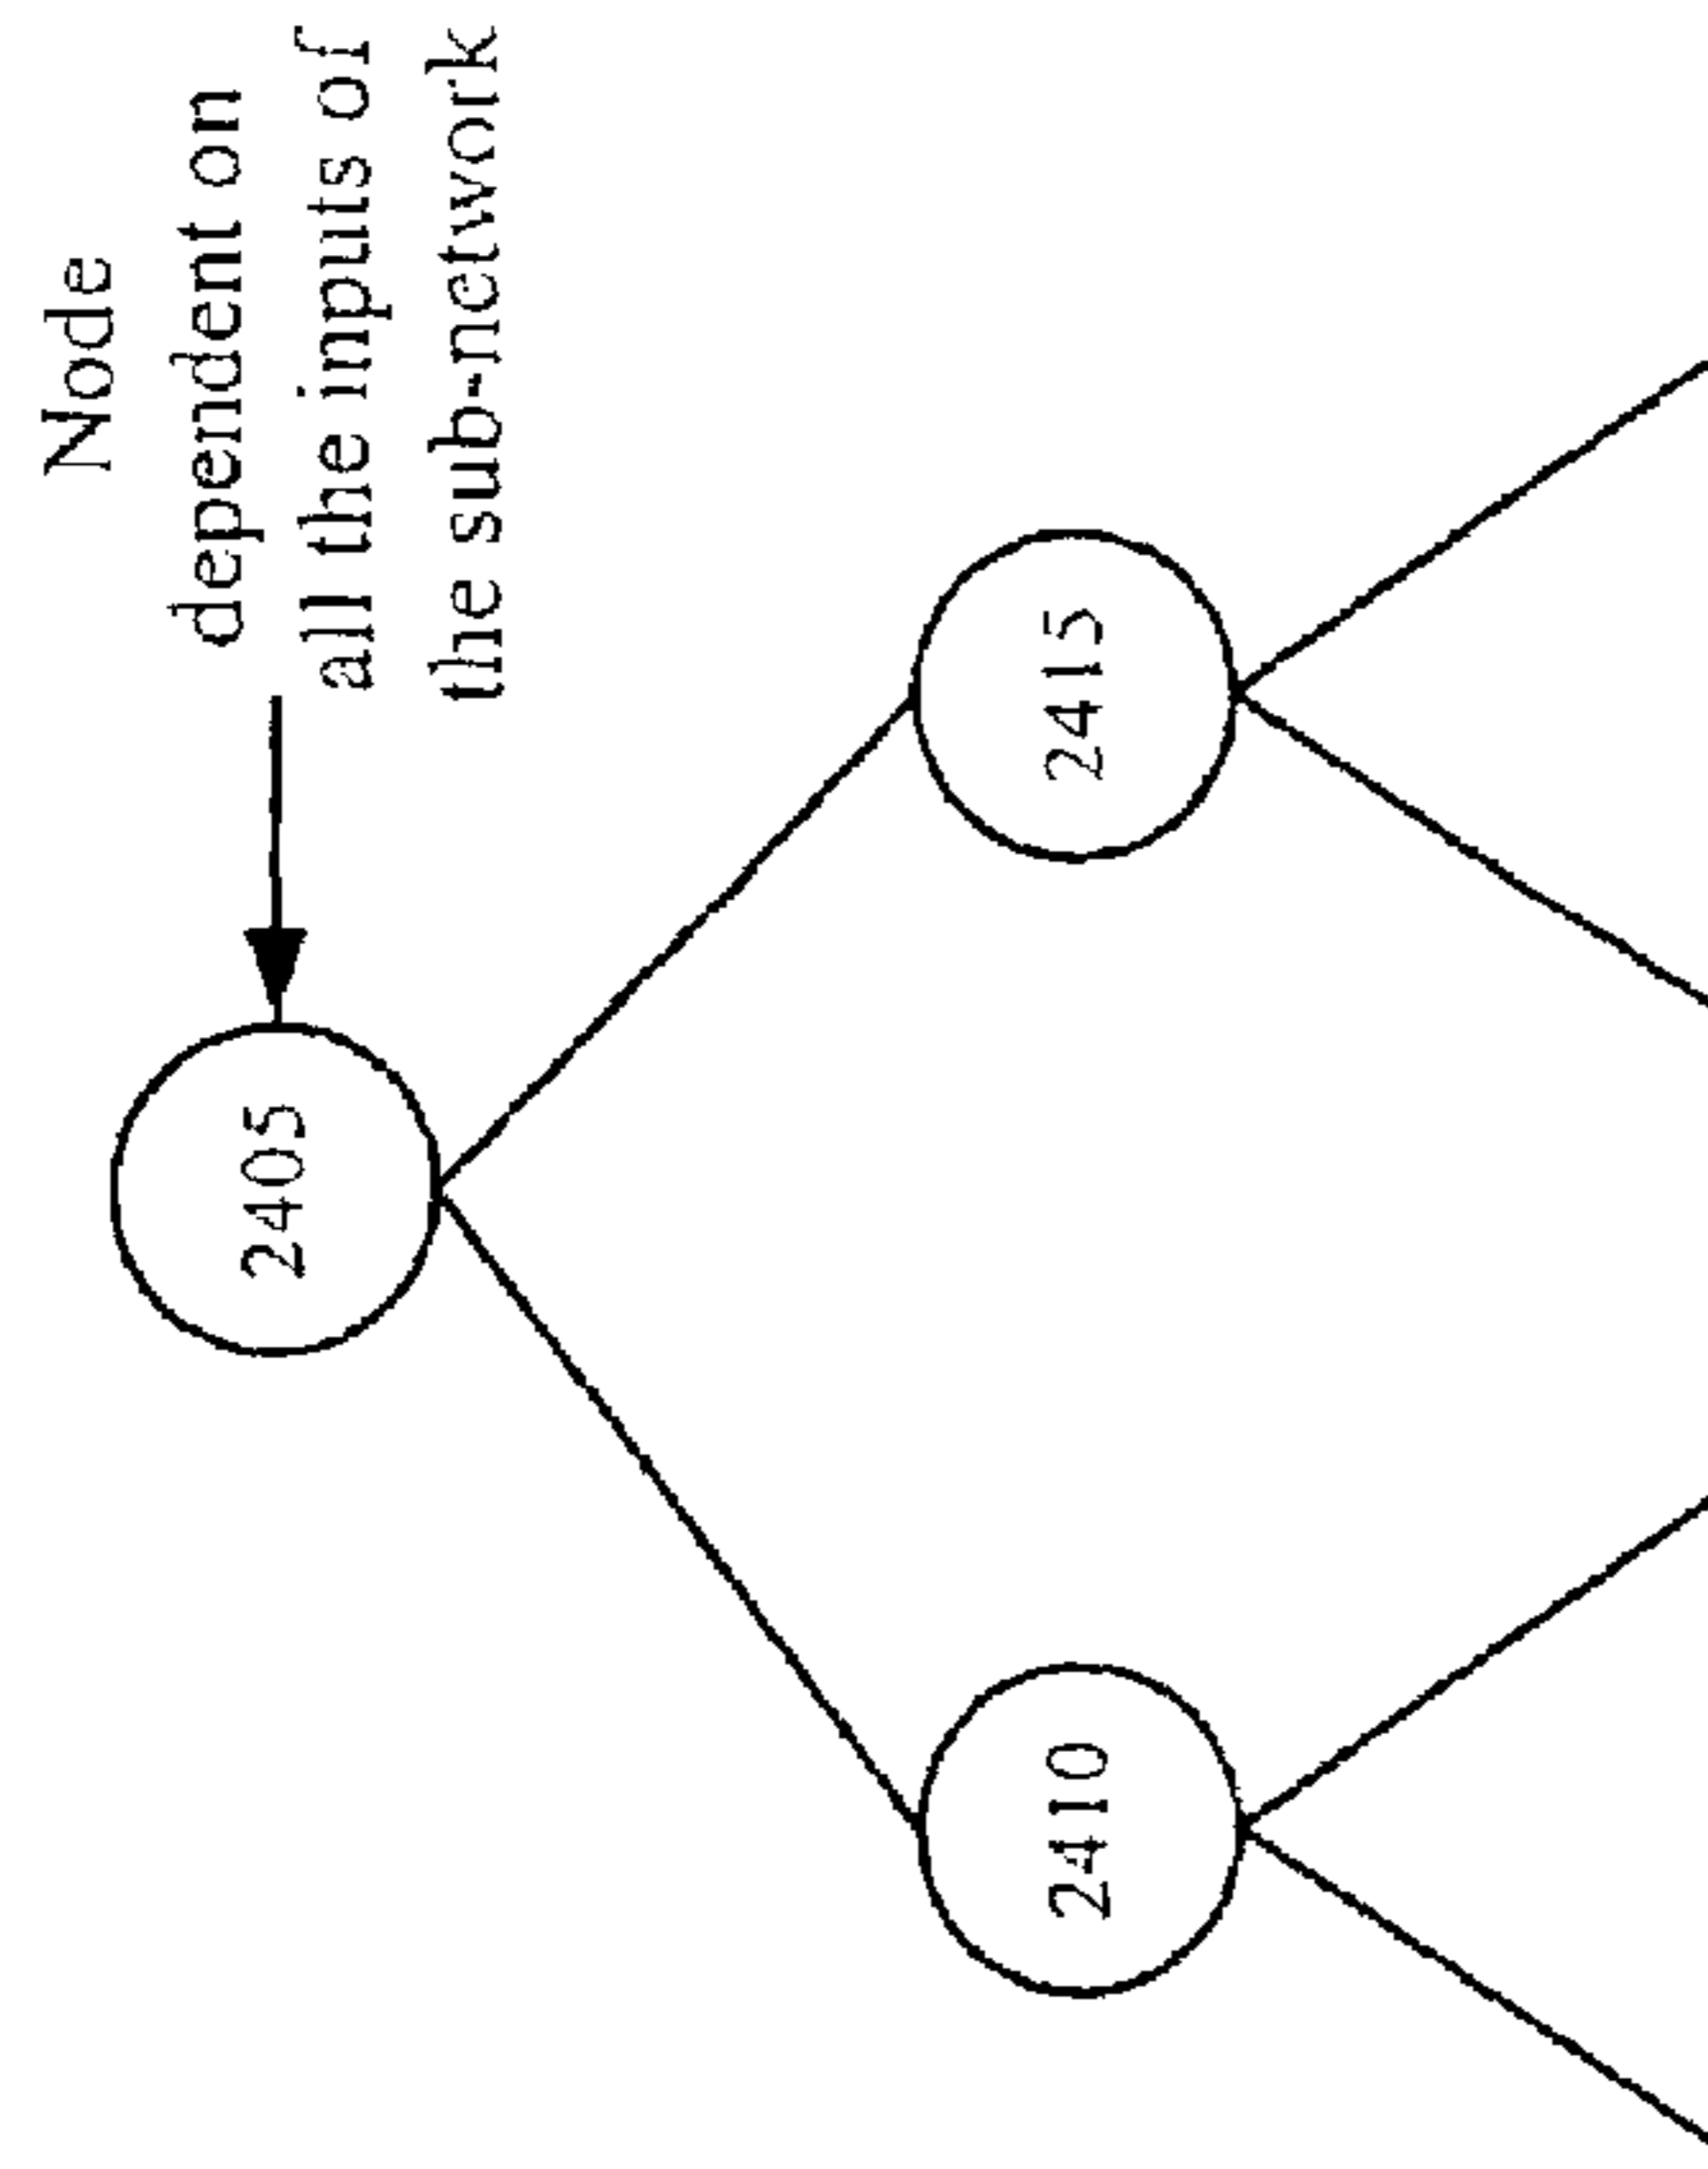 Node
dependent on
all the inputs of
the sub-network
2405
2410
2415